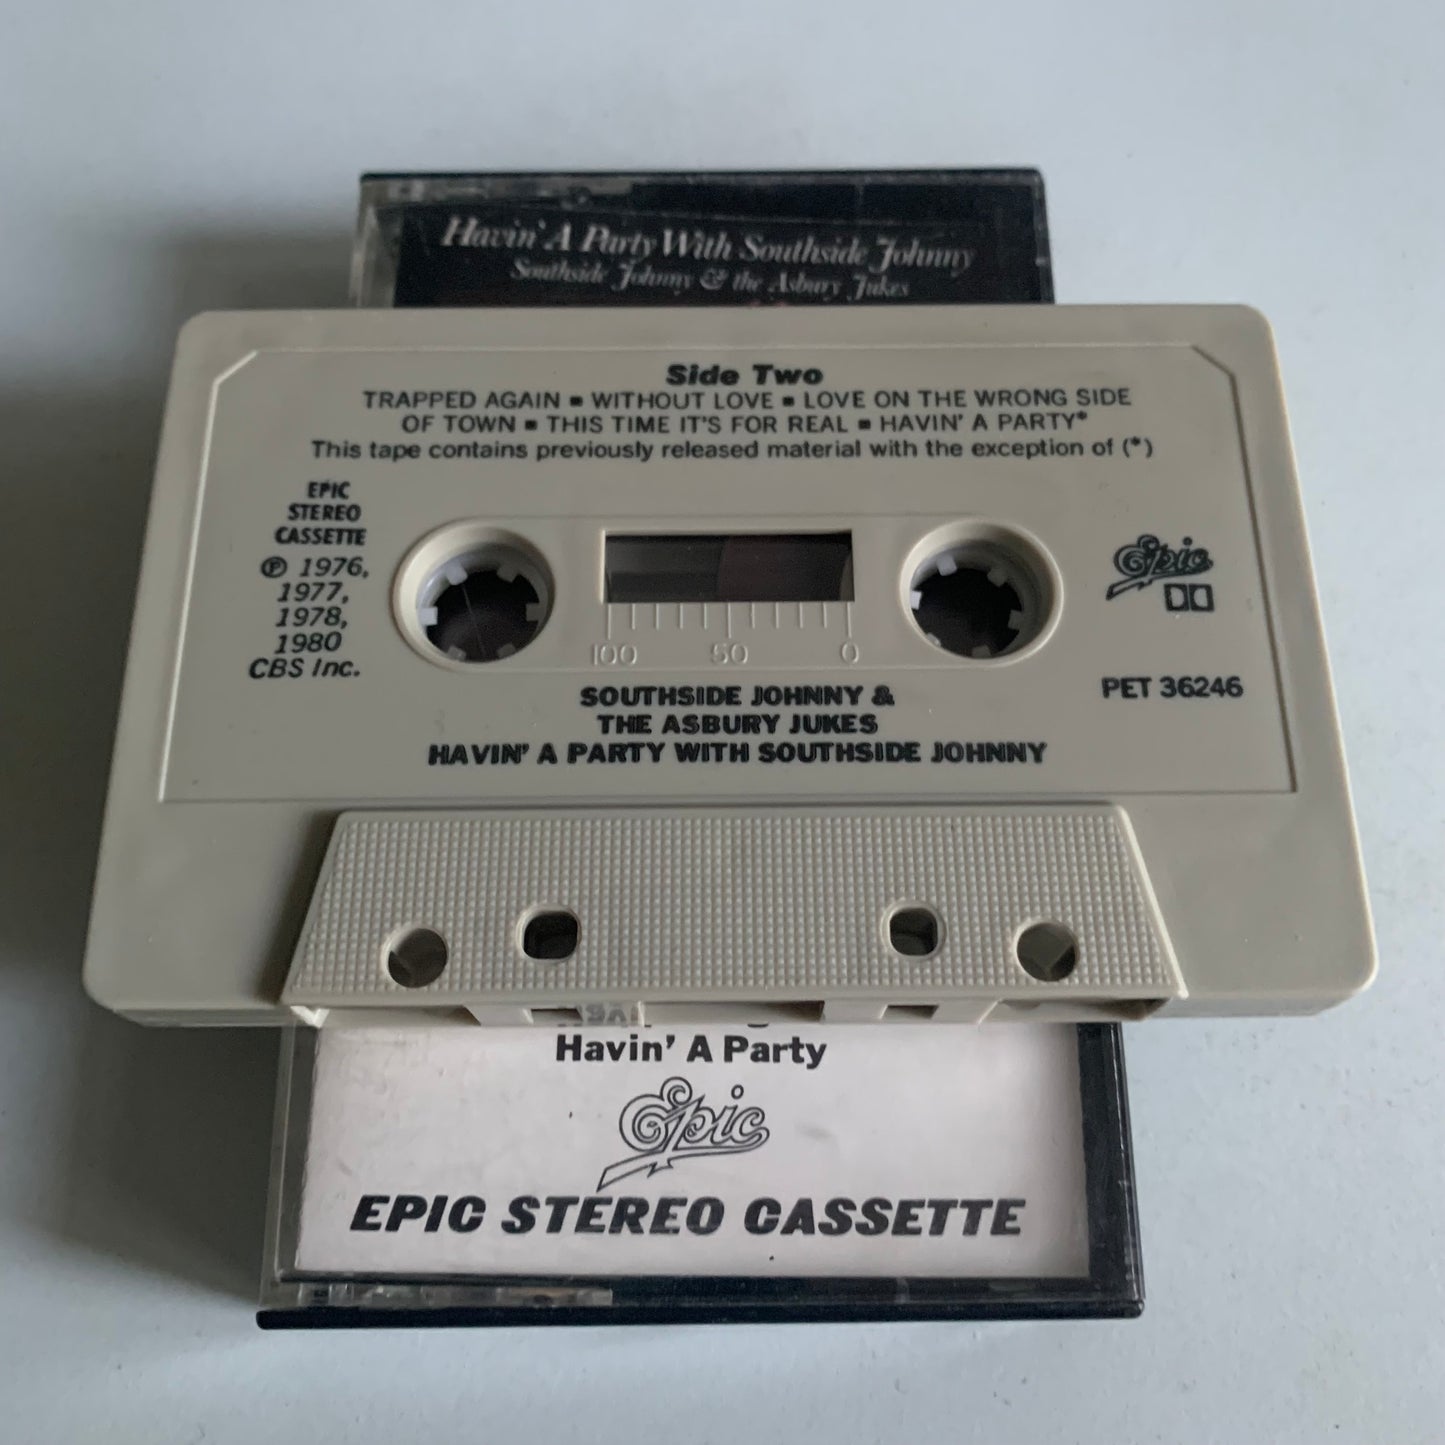 Havin' A Party With Southside Johnny
Southside Johnny & the Asbury Jukes
Side Two
TRAPPED AGAIN ▪ WITHOUT LOVE ▪ LOVE ON THE WRONG SIDE
OF TOWN ▪ THIS TIME IT'S FOR REAL ▪ HAVIN' A PARTY*
This tape contains previously released material with the exception of (*)
EPIC
STEREO
CASSETTE
℗ 1976,
1977,
1978,
1980
CBS Inc.
100 50 0
Epic
PET 36246
SOUTHSIDE JOHNNY &
THE ASBURY JUKES
HAVIN' A PARTY WITH SOUTHSIDE JOHNNY
Havin' A Party
Epic
EPIC STEREO CASSETTE